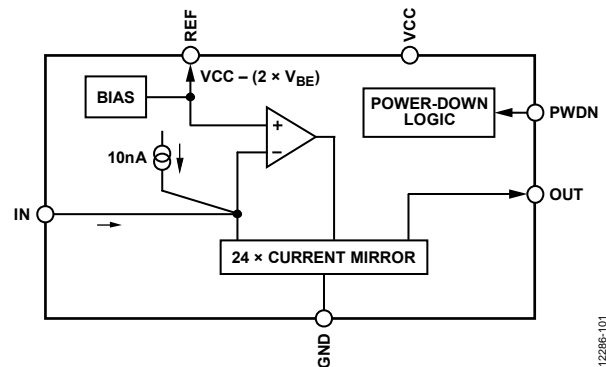 REF
VCC
VCC – (2 × VBE)
BIAS
POWER-DOWN
LOGIC
PWDN
+
–
10nA
IN
OUT
24 × CURRENT MIRROR
GND
12286-101